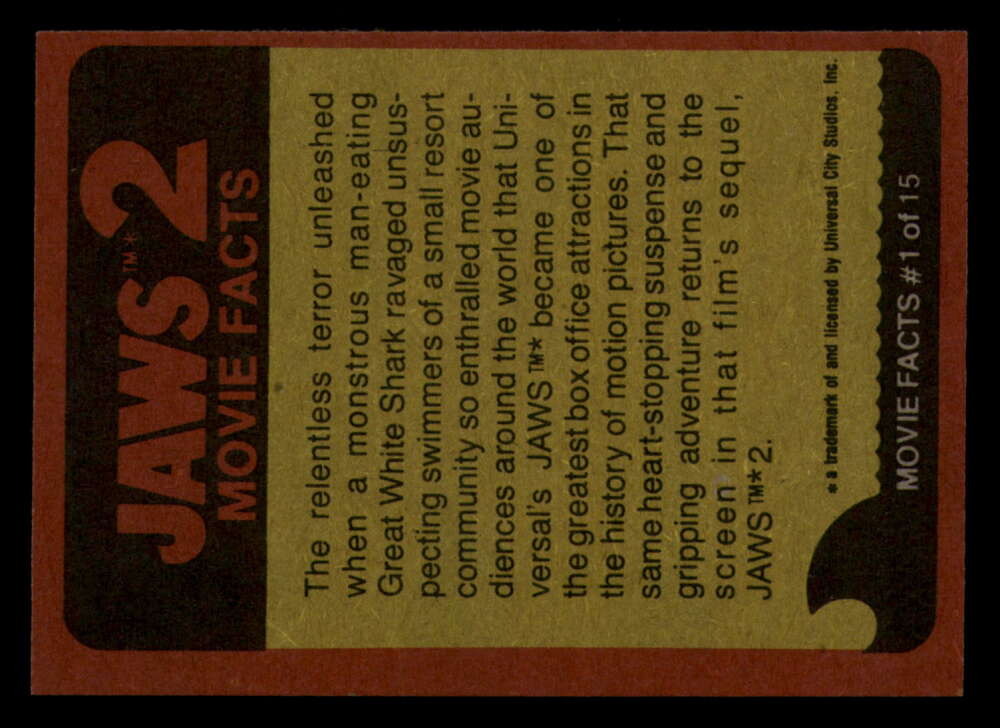 JAWS™*2
MOVIE FACTS
The relentless terror unleashed
when a monstrous man-eating
Great White Shark ravaged unsus-
pecting swimmers of a small resort
community so enthralled movie au-
diences around the world that Uni-
versal's JAWS™* became one of
the greatest box office attractions in
the history of motion pictures. That
same heart-stopping suspense and
gripping adventure returns to the
screen in that film's sequel,
JAWS™*2.
* a trademark of and licensed by Universal City Studios, Inc.
MOVIE FACTS #1 of 15